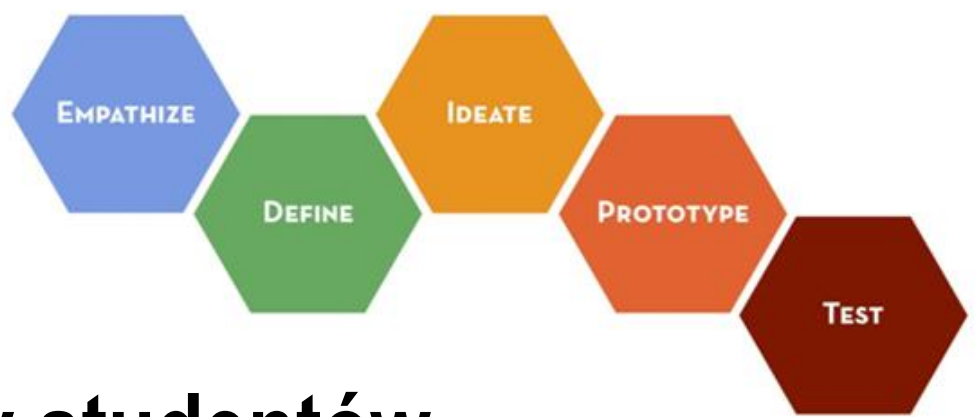 EMPATHIZE
DEFINE
IDEATE
PROTOTYPE
TEST
studentów